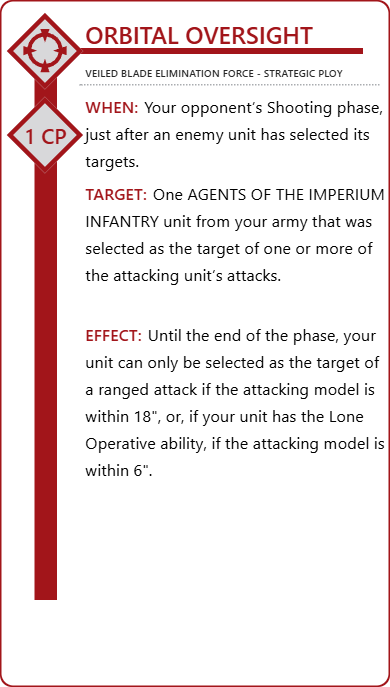 ORBITAL OVERSIGHT
VEILED BLADE ELIMINATION FORCE - STRATEGIC PLOY
1 CP
WHEN: Your opponent’s Shooting phase,
just after an enemy unit has selected its
targets.
TARGET: One AGENTS OF THE IMPERIUM
INFANTRY unit from your army that was
selected as the target of one or more of
the attacking unit’s attacks.
EFFECT: Until the end of the phase, your
unit can only be selected as the target of
a ranged attack if the attacking model is
within 18", or, if your unit has the Lone
Operative ability, if the attacking model is
within 6".